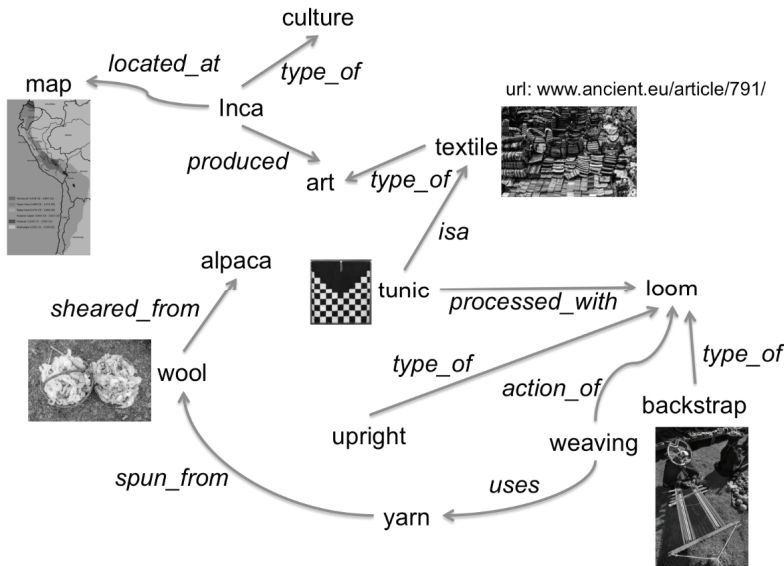 culture
located_at
map
type_of
url: www.ancient.eu/article/791/
Inca
produced
textile
art
type_of
isa
alpaca
tunic
loom
sheared_from
processed_with
type_of
type_of
wool
action_of
backstrap
upright
weaving
spun_from
uses
yarn